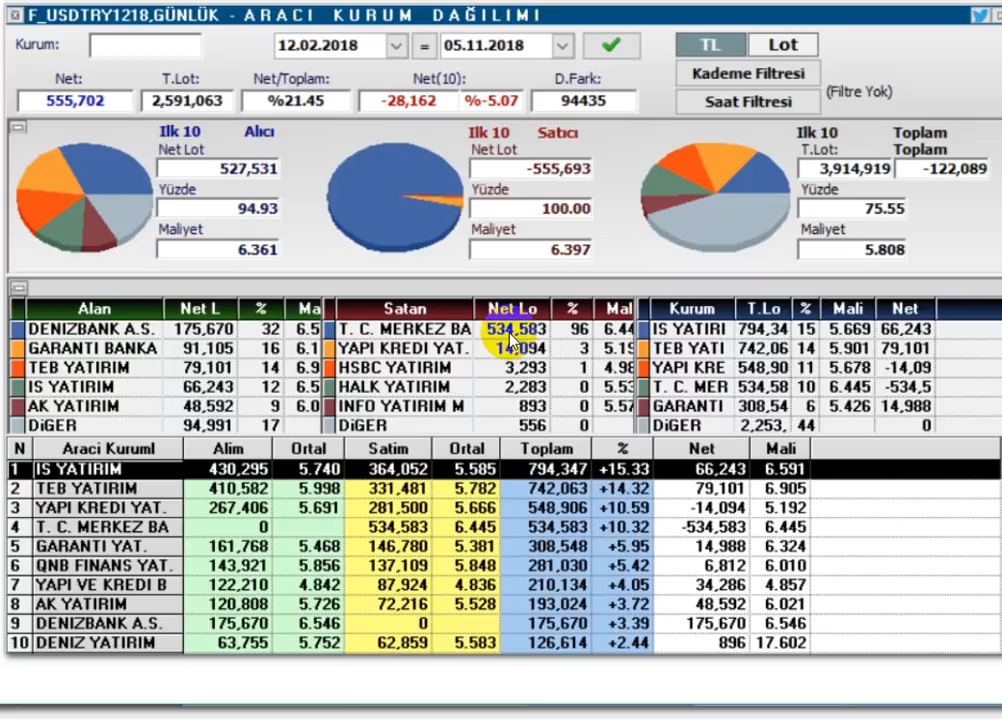 F_USDTRY1218,GÜNLÜK - ARACI KURUM DAĞILIMI
Kurum: 12.02.2018 = 05.11.2018 TL Lot
Kademe Filtresi
Net: T.Lot: Net/Toplam: Net(10): D.Fark:
555,702 2,591,063 %21.45 -28,162 %-5.07 94435 Saat Filtresi (Filtre Yok)
Ilk 10 Alıcı Ilk 10 Satıcı Ilk 10 Toplam
Net Lot Net Lot T.Lot: Toplam
527,531 -555,693 3,914,919 -122,089
Yüzde Yüzde Yüzde
94.93 100.00 75.55
Maliyet Maliyet Maliyet
6.361 6.397 5.808
Alan Net L % Ma Satan Net Lo % Mal Kurum T.Lo % Mali Net
DENIZBANK A.S. 175,670 32 6.5 T. C. MERKEZ BA 534,583 96 6.44 IS YATIRI 794,34 15 5.669 66,243
GARANTI BANKA 91,105 16 6.1 YAPI KREDI YAT. 14,094 3 5.19 TEB YATI 742,06 14 5.901 79,101
TEB YATIRIM 79,101 14 6.9 HSBC YATIRIM 3,293 1 4.98 YAPI KRE 548,90 11 5.678 -14,09
IS YATIRIM 66,243 12 6.5 HALK YATIRIM 2,283 0 5.53 T. C. MER 534,58 10 6.445 -534,5
AK YATIRIM 48,592 9 6.0 INFO YATIRIM M 893 0 5.57 GARANTI 308,54 6 5.426 14,988
DiGER 94,991 17 DiGER 556 0 DiGER 2,253, 44 0
N Araci Kuruml Alim Ortal Satim Ortal Toplam % Net Mali
1 IS YATIRIM 430,295 5.740 364,052 5.585 794,347 +15.33 66,243 6.591
2 TEB YATIRIM 410,582 5.998 331,481 5.782 742,063 +14.32 79,101 6.905
3 YAPI KREDI YAT. 267,406 5.691 281,500 5.666 548,906 +10.59 -14,094 5.192
4 T. C. MERKEZ BA 0 534,583 6.445 534,583 +10.32 -534,583 6.445
5 GARANTI YAT. 161,768 5.468 146,780 5.381 308,548 +5.95 14,988 6.324
6 QNB FINANS YAT. 143,921 5.856 137,109 5.848 281,030 +5.42 6,812 6.010
7 YAPI VE KREDI B 122,210 4.842 87,924 4.836 210,134 +4.05 34,286 4.857
8 AK YATIRIM 120,808 5.726 72,216 5.528 193,024 +3.72 48,592 6.021
9 DENIZBANK A.S. 175,670 6.546 0 175,670 +3.39 175,670 6.546
10 DENIZ YATIRIM 63,755 5.752 62,859 5.583 126,614 +2.44 896 17.602